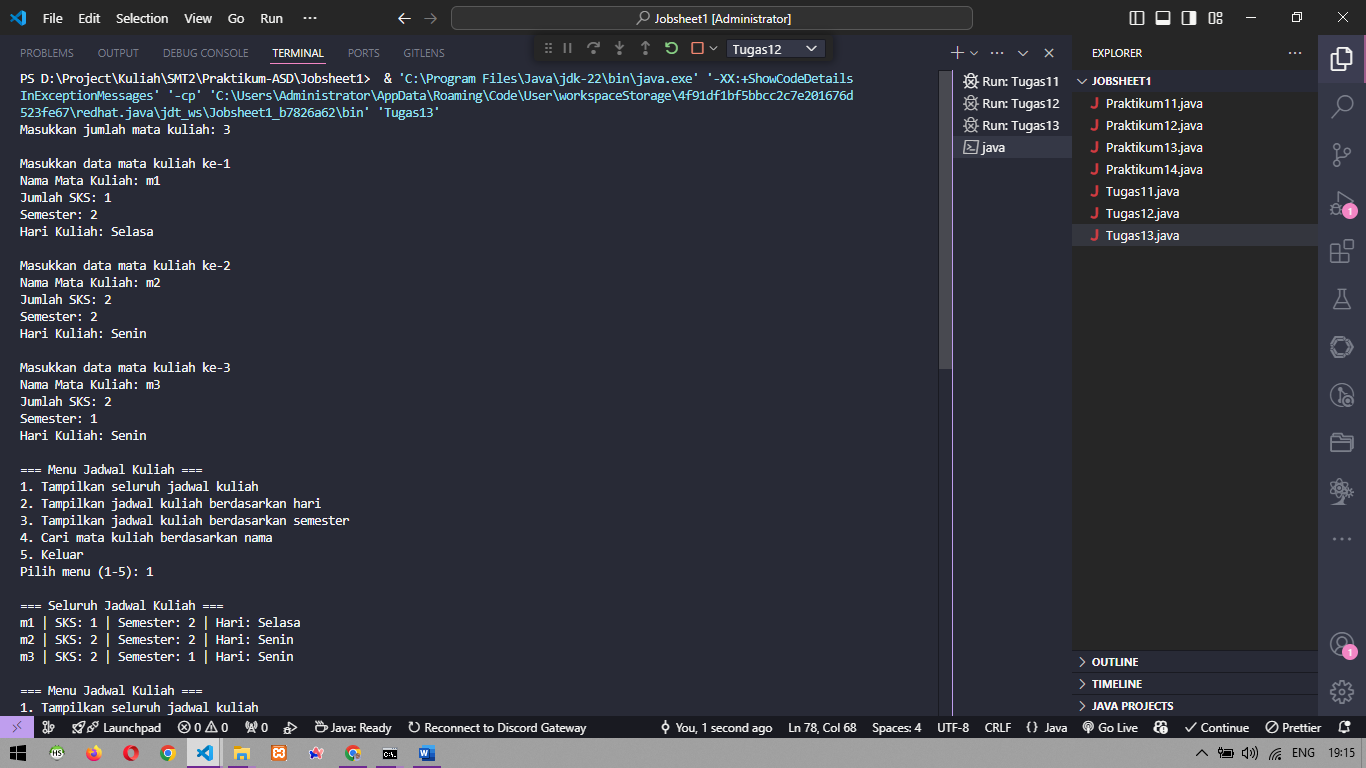 File Edit Selection View Go Run ··· Jobsheet1 [Administrator]
PROBLEMS OUTPUT DEBUG CONSOLE TERMINAL PORTS GITLENS Tugas12
PS D:\Project\Kuliah\SMT2\Praktikum-ASD\Jobsheet1> & 'C:\Program Files\Java\jdk-22\bin\java.exe' '-XX:+ShowCodeDetails
InExceptionMessages' '-cp' 'C:\Users\Administrator\AppData\Roaming\Code\User\workspaceStorage\4f91df1bf5bbcc2c7e201676d
523fe67\redhat.java\jdt_ws\Jobsheet1_b7826a62\bin' 'Tugas13'
Masukkan jumlah mata kuliah: 3
Masukkan data mata kuliah ke-1
Nama Mata Kuliah: m1
Jumlah SKS: 1
Semester: 2
Hari Kuliah: Selasa
Masukkan data mata kuliah ke-2
Nama Mata Kuliah: m2
Jumlah SKS: 2
Semester: 2
Hari Kuliah: Senin
Masukkan data mata kuliah ke-3
Nama Mata Kuliah: m3
Jumlah SKS: 2
Semester: 1
Hari Kuliah: Senin
=== Menu Jadwal Kuliah ===
1. Tampilkan seluruh jadwal kuliah
2. Tampilkan jadwal kuliah berdasarkan hari
3. Tampilkan jadwal kuliah berdasarkan semester
4. Cari mata kuliah berdasarkan nama
5. Keluar
Pilih menu (1-5): 1
=== Seluruh Jadwal Kuliah ===
m1 | SKS: 1 | Semester: 2 | Hari: Selasa
m2 | SKS: 2 | Semester: 2 | Hari: Senin
m3 | SKS: 2 | Semester: 1 | Hari: Senin
=== Menu Jadwal Kuliah ===
1. Tampilkan seluruh jadwal kuliah
Run: Tugas11
Run: Tugas12
Run: Tugas13
java
EXPLORER
JOBSHEET1
J Praktikum11.java
J Praktikum12.java
J Praktikum13.java
J Praktikum14.java
J Tugas11.java
J Tugas12.java
J Tugas13.java
OUTLINE
TIMELINE
JAVA PROJECTS
1
1
Launchpad 0 0 0 Java: Ready Reconnect to Discord Gateway You, 1 second ago Ln 78, Col 68 Spaces: 4 UTF-8 CRLF {} Java Go Live Continue Prettier
HS W ENG 19:15